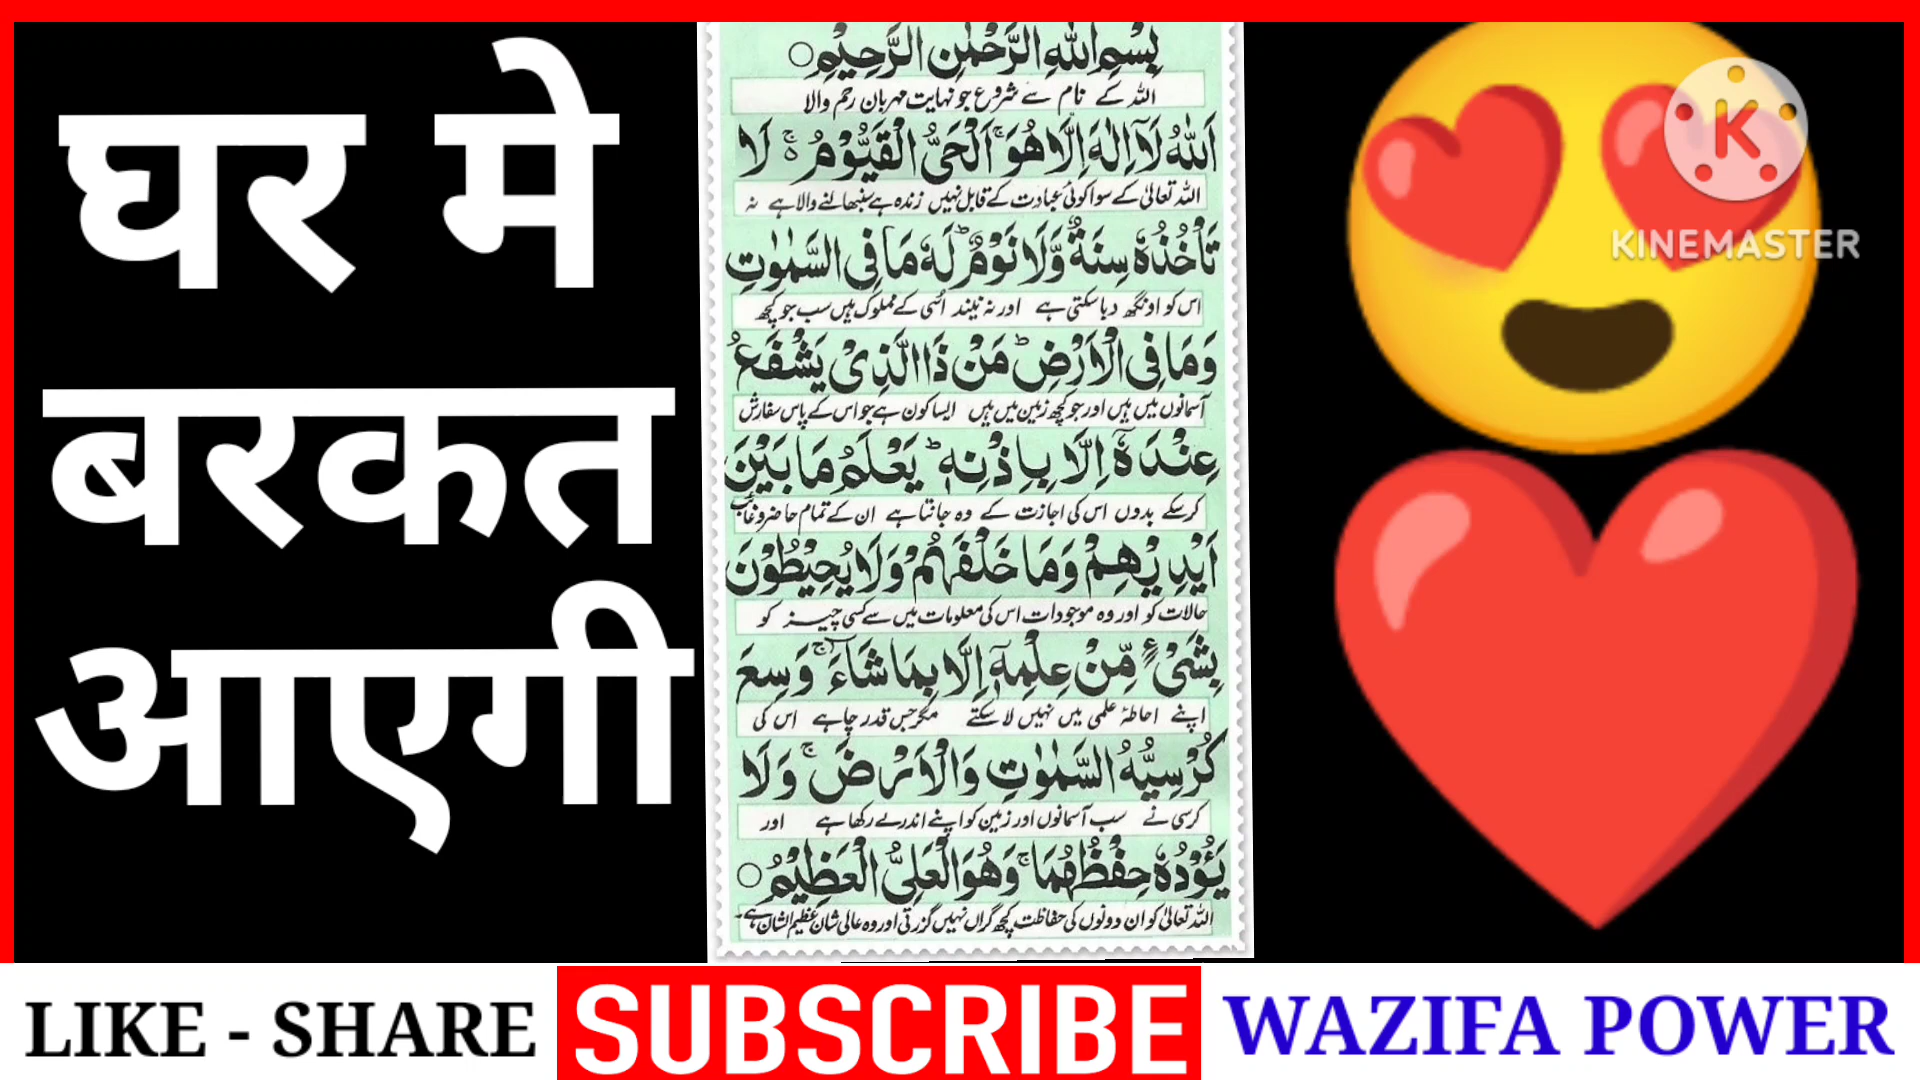 घर मे
बरकत
आएगी
بِسْمِ اللّٰهِ الرَّحْمٰنِ الرَّحِيْمِ○
اللہ کے نام سے شروع جو نہایت مہربان رحم والا
اَللّٰهُ لَآ اِلٰهَ اِلَّا هُوَ ۚ اَلْحَيُّ الْقَيُّوْمُ ۚ لَا
اللہ تعالیٰ کے سوا کوئی عبادت کے قابل نہیں زندہ ہے سنبھالنے والا ہے نہ
تَاْخُذُهٗ سِنَةٌ وَّلَا نَوْمٌ ؕ لَهٗ مَا فِي السَّمٰوٰتِ
اس کو اونگھ دبا سکتی ہے اور نہ نیند اسی کے مملوک ہیں سب جو کچھ
وَمَا فِي الْاَرْضِ ؕ مَنْ ذَا الَّذِيْ يَشْفَعُ
آسمانوں میں ہیں اور جو کچھ زمین میں ہیں ایسا کون ہے جو اس کے پاس سفارش
عِنْدَهٗٓ اِلَّا بِاِذْنِهٖ ؕ يَعْلَمُ مَا بَيْنَ
کر سکے بدوں اس کی اجازت کے وہ جانتا ہے ان کے تمام حاضر و غائب
اَيْدِيْهِمْ وَمَا خَلْفَهُمْ ۚ وَلَا يُحِيْطُوْنَ
حالات کو اور وہ موجودات اس کی معلومات میں سے کسی چیز کو
بِشَيْءٍ مِّنْ عِلْمِهٖٓ اِلَّا بِمَا شَآءَ ۚ وَسِعَ
اپنے احاطۂ علمی میں نہیں لا سکتے مگر جس قدر چاہے اس کی
كُرْسِيُّهُ السَّمٰوٰتِ وَالْاَرْضَ ۚ وَلَا
کرسی نے سب آسمانوں اور زمین کو اپنے اندر لے رکھا ہے اور
يَـُٔوْدُهٗ حِفْظُهُمَا ۚ وَهُوَ الْعَلِيُّ الْعَظِيْمُ○
اللہ تعالیٰ کو ان دونوں کی حفاظت کچھ گراں نہیں گزرتی اور وہ عالی شان عظیم الشان ہے۔
K
KINEMASTER
LIKE - SHARE SUBSCRIBE WAZIFA POWER